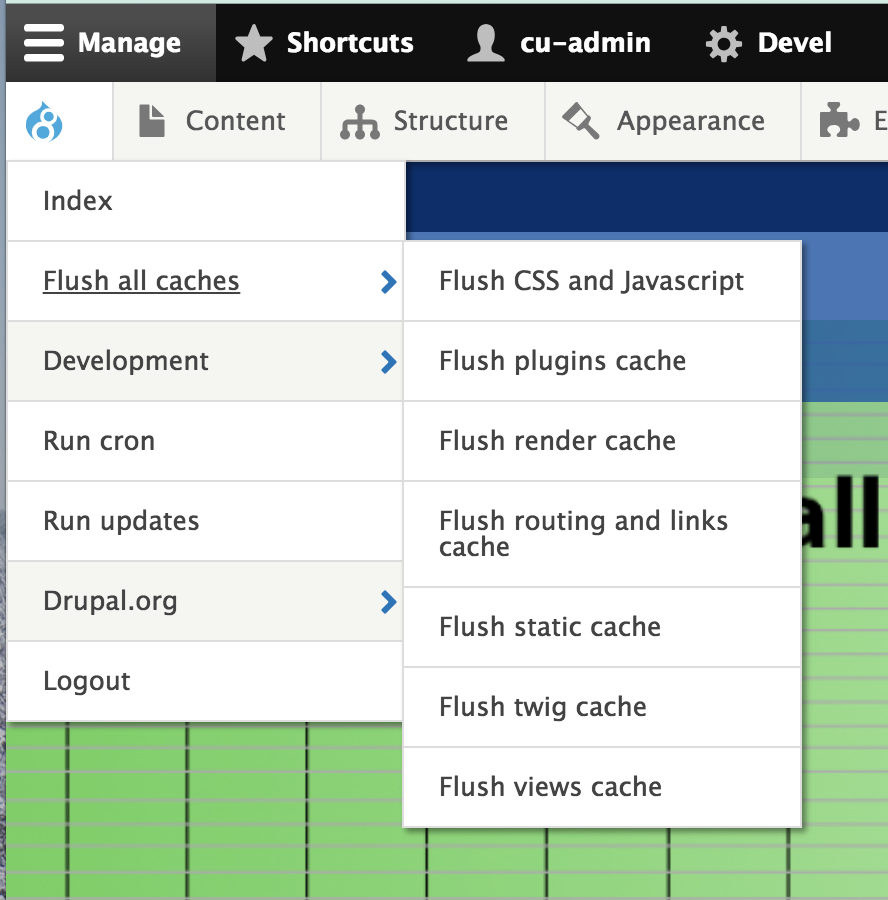 Manage
Shortcuts
cu-admin
Devel
Content
Structure
Appearance
E
Index
Flush all caches
Development
Run cron
Run updates
Drupal.org
Logout
Flush CSS and Javascript
Flush plugins cache
Flush render cache
Flush routing and links
cache
Flush static cache
Flush twig cache
Flush views cache
all